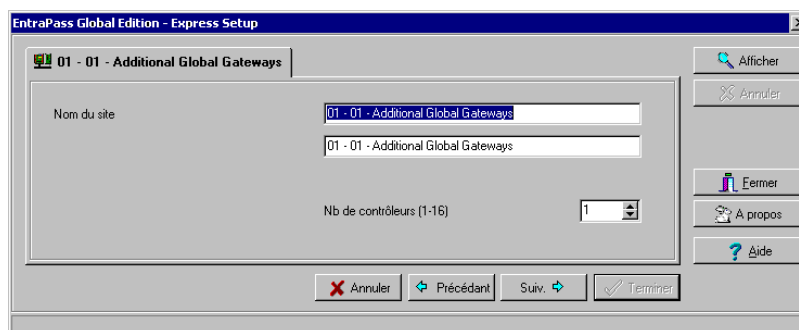 EntraPass Global Edition - Express Setup
01 - 01 - Additional Global Gateways
Afficher
Annuler
Nom du site
01 - 01 - Additional Global Gateways
01 - 01 - Additional Global Gateways
Fermer
Nb de contrôleurs (1-16)
1
A propos
Aide
Annuler
Précédant
Suiv.
Terminer